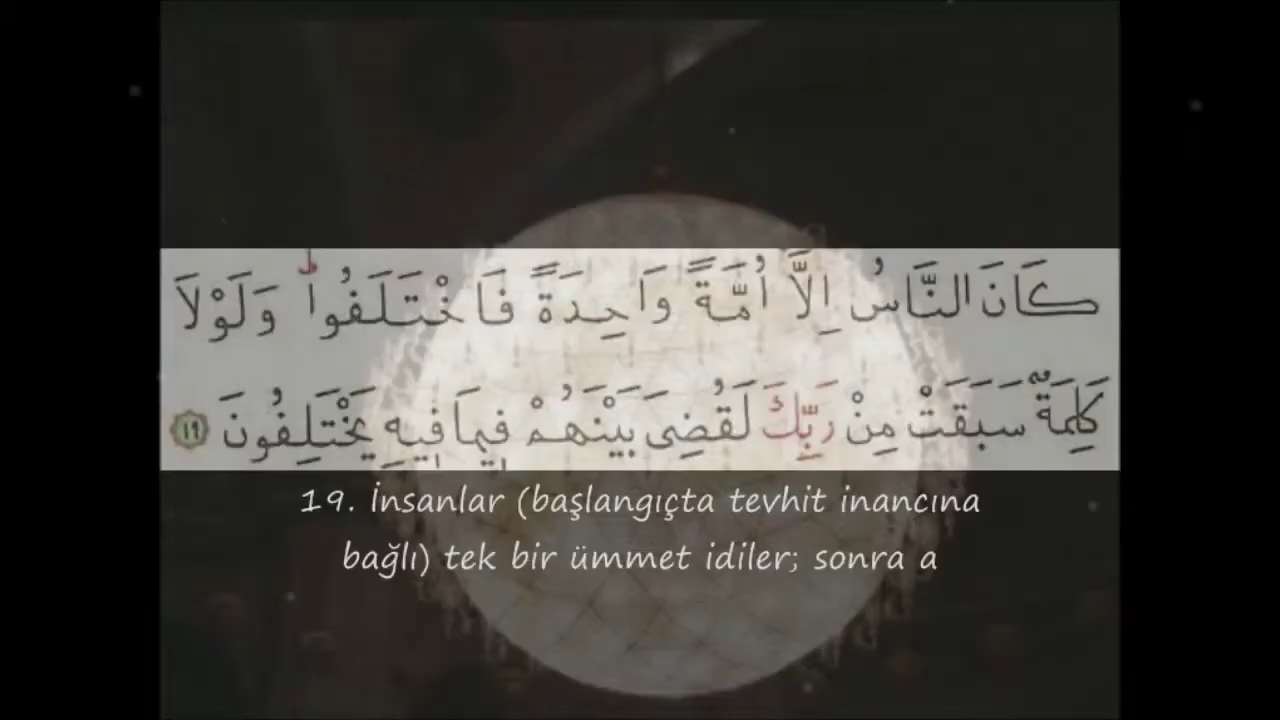 كَانَ النَّاسُ اِلَّا اُمَّةً وَاحِدَةً فَاخْتَلَفُواۜ وَلَوْلَا
كَلِمَةٌ سَبَقَتْ مِنْ رَبِّكَ لَقُضِىَ بَيْنَهُمْ فِيمَا فِيهِ يَخْتَلِفُونَ ﴿١٩﴾
19. İnsanlar (başlangıçta tevhit inancına
bağlı) tek bir ümmet idiler; sonra a